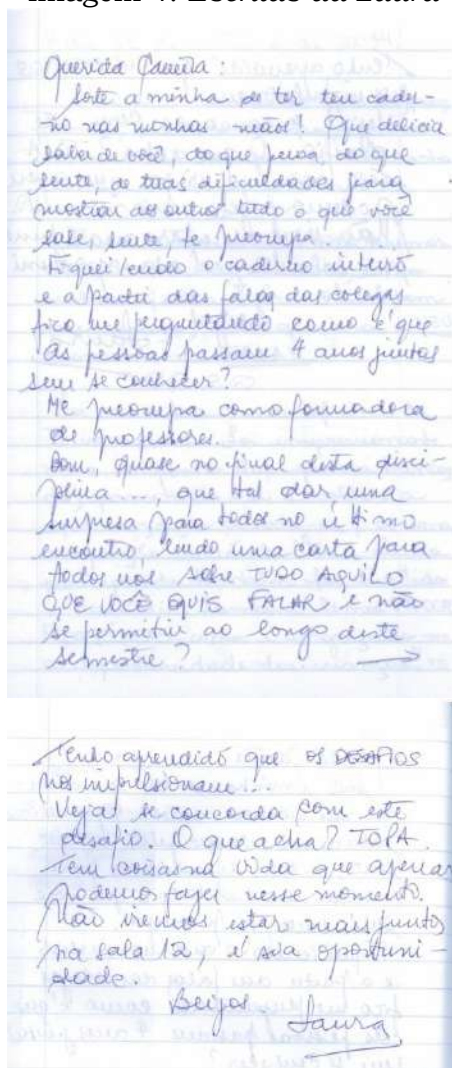 Imagem 4: Escritas da Laura
Querida Camila:
Sorte a minha de ter teu cader-
no nas minhas mãos! Que delícia
saber de você, do que pensa, do que
sente, de tuas dificuldades para
mostrar aos outros tudo o que você
sabe, sente, te preocupa.
Fiquei lendo o caderno inteiro
e a partir das falas das colegas
fico me perguntando como é que
as pessoas passam 4 anos juntas
sem se conhecer?
Me preocupa como formadora
de professores.
Bom, quase no final desta disci-
plina ..., que tal dar uma
surpresa para todos no último
encontro, lendo uma carta para
todos nós sobre TUDO AQUILO
QUE VOCÊ QUIS FALAR e não
se permitiu ao longo deste
semestre? →
Tenho aprendido que os DESAFIOS
nos impulsionam...
Veja se concorda com este
desafio. O que acha? TOPA.
Tem coisas na vida que apenas
podemos fazer nesse momento.
Não iremos estar mais juntos
na sala 12, é sua oportuni-
dade.
Beijos. Laura